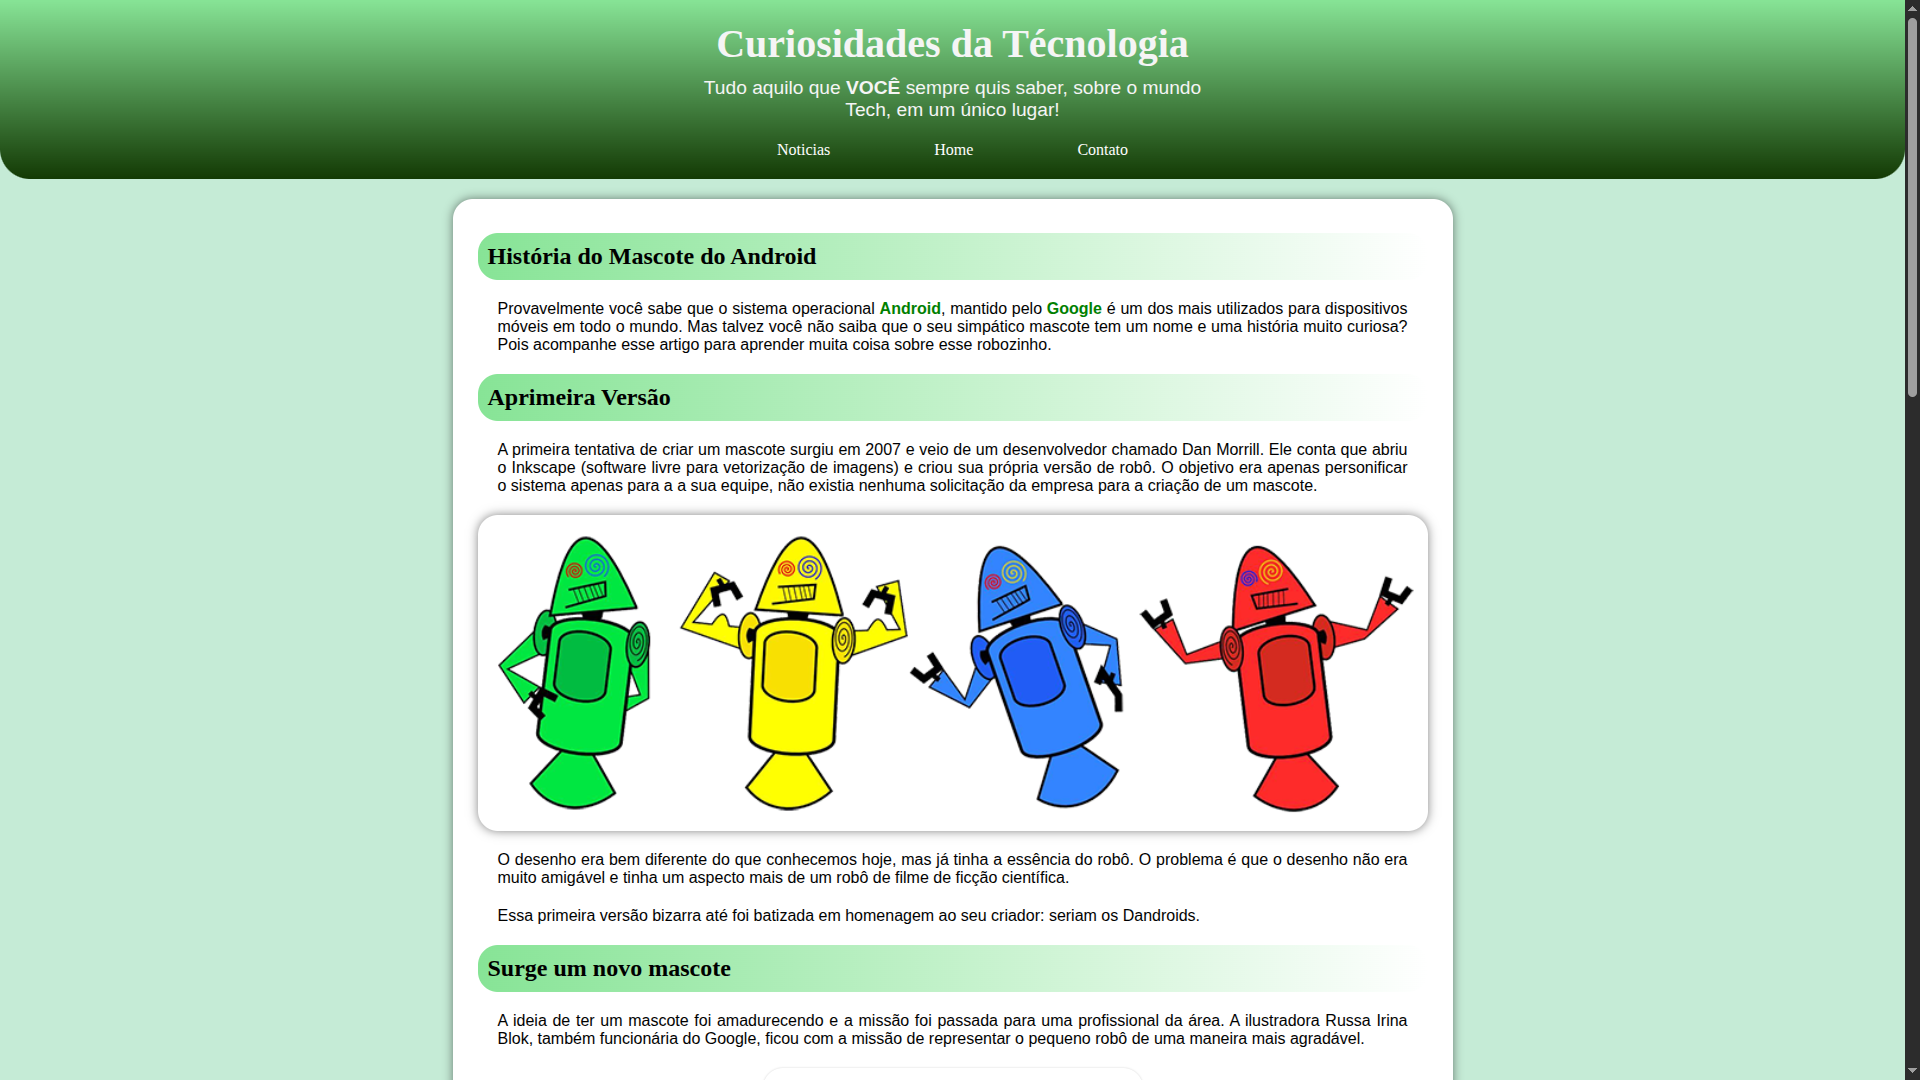 Curiosidades da Técnologia
Tudo aquilo que VOCÊ sempre quis saber, sobre o mundo
Tech, em um único lugar!
Noticias Home Contato
História do Mascote do Android
Provavelmente você sabe que o sistema operacional Android, mantido pelo Google é um dos mais utilizados para dispositivos
móveis em todo o mundo. Mas talvez você não saiba que o seu simpático mascote tem um nome e uma história muito curiosa?
Pois acompanhe esse artigo para aprender muita coisa sobre esse robozinho.
Aprimeira Versão
A primeira tentativa de criar um mascote surgiu em 2007 e veio de um desenvolvedor chamado Dan Morrill. Ele conta que abriu
o Inkscape (software livre para vetorização de imagens) e criou sua própria versão de robô. O objetivo era apenas personificar
o sistema apenas para a a sua equipe, não existia nenhuma solicitação da empresa para a criação de um mascote.
O desenho era bem diferente do que conhecemos hoje, mas já tinha a essência do robô. O problema é que o desenho não era
muito amigável e tinha um aspecto mais de um robô de filme de ficção científica.
Essa primeira versão bizarra até foi batizada em homenagem ao seu criador: seriam os Dandroids.
Surge um novo mascote
A ideia de ter um mascote foi amadurecendo e a missão foi passada para uma profissional da área. A ilustradora Russa Irina
Blok, também funcionária do Google, ficou com a missão de representar o pequeno robô de uma maneira mais agradável.